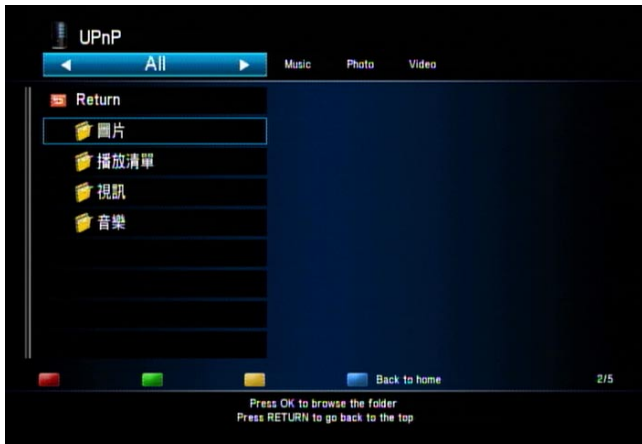 UPnP
All Music Photo Video
Return
圖片
播放清單
視訊
音樂
Back to home 2/5
Press OK to browse the folder
Press RETURN to go back to the top